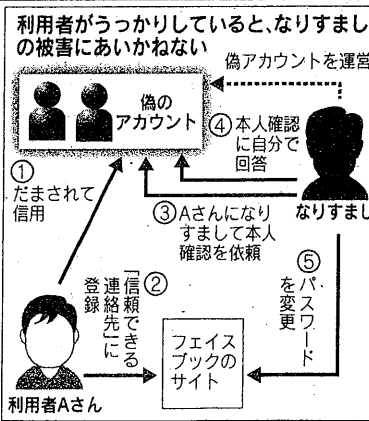 利用者がうっかりしていると、なりすまし
の被害にあいかねない
偽アカウントを運営
偽の
アカウント
④本人確認
に自分で
回答
①
だまされて
信用
③Aさんになり
すまして本人
確認を依頼
なりすまし
②
「信頼できる
連絡先」に
登録
⑤
パスワード
を変更
フェイス
ブックの
サイト
利用者Aさん